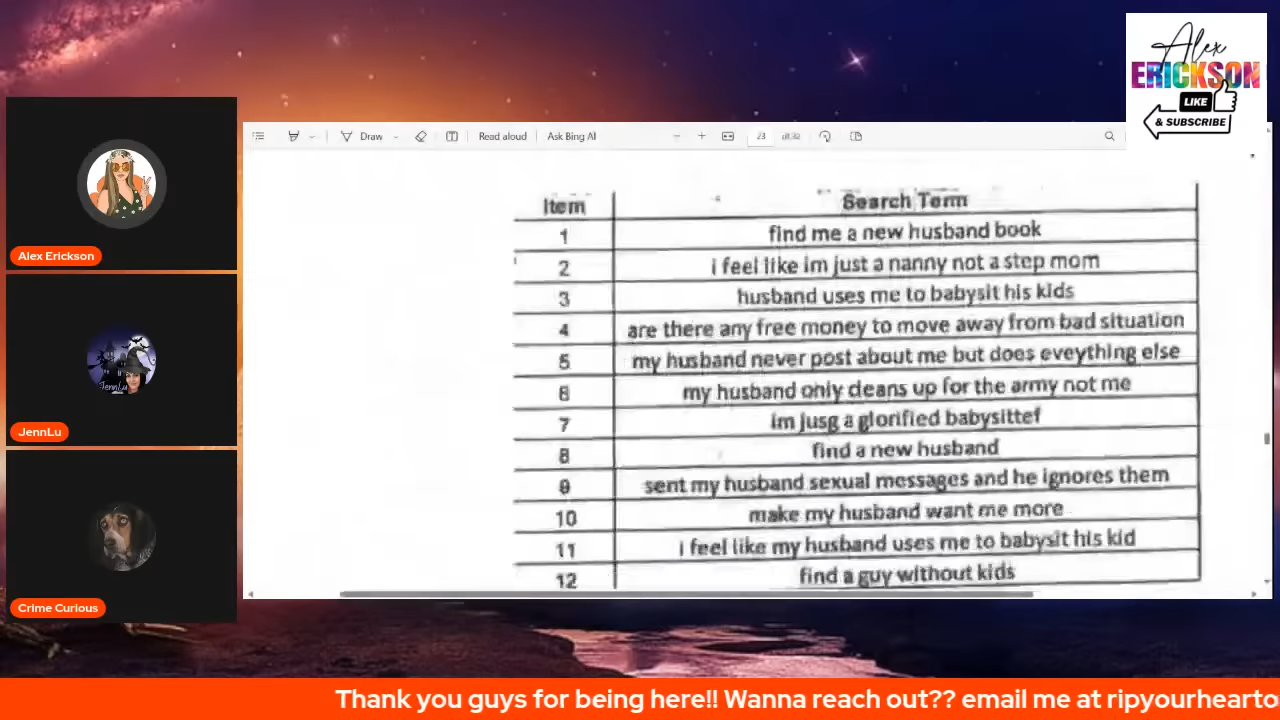 Alex
ERICKSON
LIKE
& SUBSCRIBE
Draw
Read aloud
Ask Bing AI
23
of 32
Alex Erickson
JennLu
JennLu
Crime Curious
Item Search Term
1 find me a new husband book
2 i feel like im just a nanny not a step mom
3 husband uses me to babysit his kids
4 are there any free money to move away from bad situation
5 my husband never post about me but does eveything else
6 my husband only cleans up for the army not me
7 im jusg a glorified babysittef
8 find a new husband
9 sent my husband sexual messages and he ignores them
10 make my husband want me more
11 i feel like my husband uses me to babysit his kid
12 find a guy without kids
Thank you guys for being here!! Wanna reach out?? email me at ripyourhearto